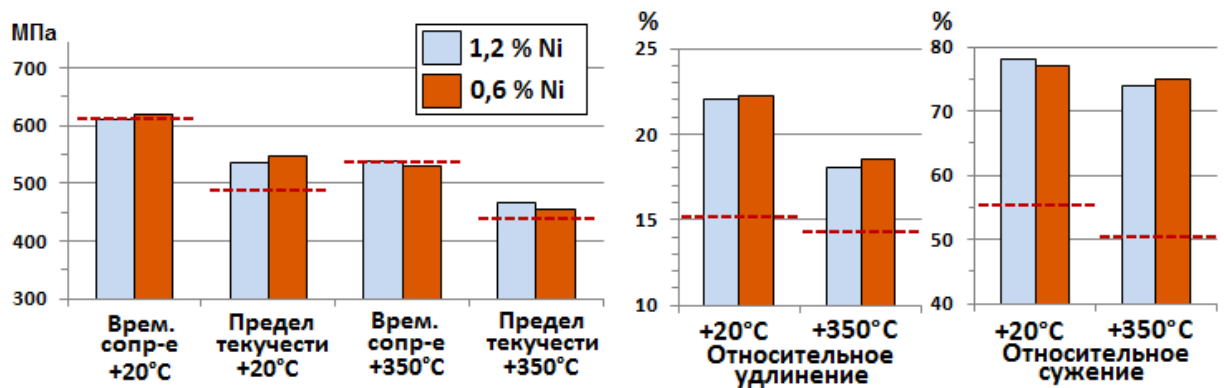 МПа
700
600
500
400
300
1,2 % Ni
0,6 % Ni
Врем.
сопр-е
+20°C
Предел
текучести
+20°C
Врем.
сопр-е
+350°C
Предел
текучести
+350°C
%
25
20
15
10
+20°C
+350°C
Относительное
удлинение
%
80
70
60
50
40
+20°C
+350°C
Относительное
сужение